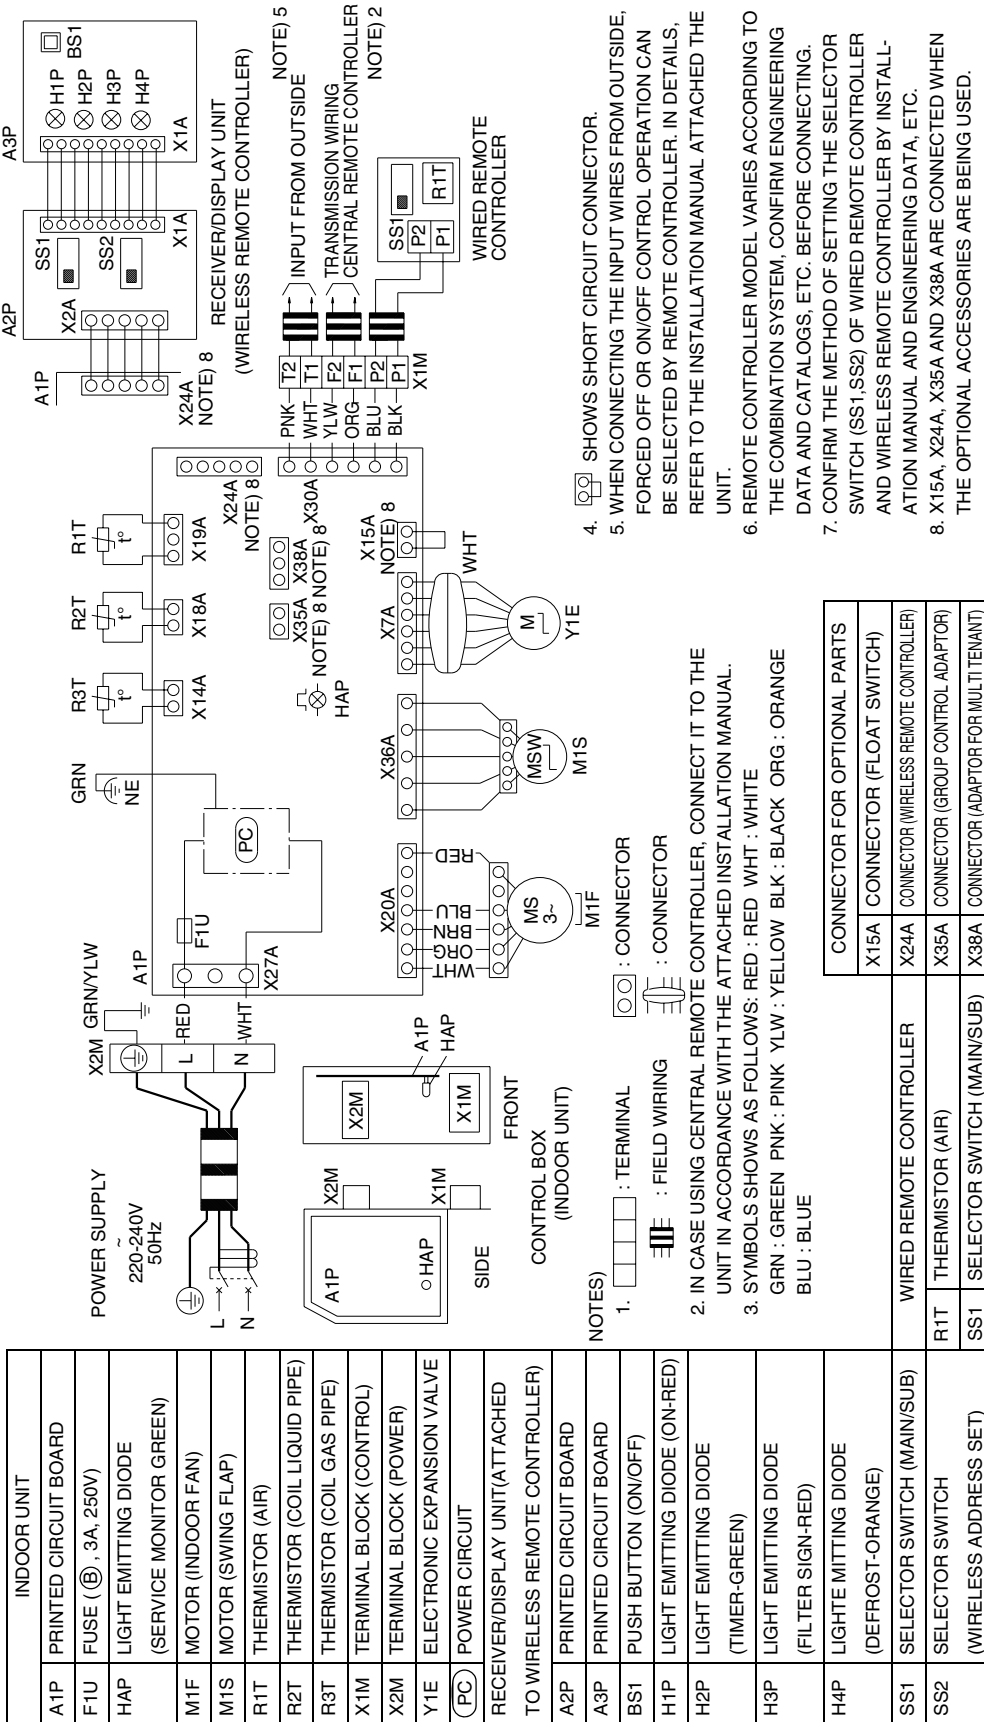 INDOOR UNIT
A1P PRINTED CIRCUIT BOARD
F1U FUSE (Ⓑ, 3A, 250V)
HAP LIGHT EMITTING DIODE
(SERVICE MONITOR GREEN)
M1F MOTOR (INDOOR FAN)
M1S MOTOR (SWING FLAP)
R1T THERMISTOR (AIR)
R2T THERMISTOR (COIL LIQUID PIPE)
R3T THERMISTOR (COIL GAS PIPE)
X1M TERMINAL BLOCK (CONTROL)
X2M TERMINAL BLOCK (POWER)
Y1E ELECTRONIC EXPANSION VALVE
PC POWER CIRCUIT
RECEIVER/DISPLAY UNIT(ATTACHED
TO WIRELESS REMOTE CONTROLLER)
A2P PRINTED CIRCUIT BOARD
A3P PRINTED CIRCUIT BOARD
BS1 PUSH BUTTON (ON/OFF)
H1P LIGHT EMITTING DIODE (ON-RED)
H2P LIGHT EMITTING DIODE
(TIMER-GREEN)
H3P LIGHT EMITTING DIODE
(FILTER SIGN-RED)
H4P LIGHTE MITTING DIODE
(DEFROST-ORANGE)
SS1 SELECTOR SWITCH (MAIN/SUB)
SS2 SELECTOR SWITCH
(WIRELESS ADDRESS SET)
WIRED REMOTE CONTROLLER
R1T THERMISTOR (AIR)
SS1 SELECTOR SWITCH (MAIN/SUB)
CONNECTOR FOR OPTIONAL PARTS
X15A CONNECTOR (FLOAT SWITCH)
X24A CONNECTOR (WIRELESS REMOTE CONTROLLER)
X35A CONNECTOR (GROUP CONTROL ADAPTOR)
X38A CONNECTOR (ADAPTOR FOR MULTI TENANT)
POWER SUPPLY
~
220-240V
50Hz
L
N
X2M
GRN/YLW
L
N
RED
WHT
A1P
X27A
F1U
PC
GRN
NE
R3T
t°
X14A
R2T
t°
X18A
R1T
t°
X19A
HAP
X35A
NOTE) 8
X38A
NOTE) 8
X24A
NOTE) 8
X30A
X15A
NOTE) 8
WHT
X20A
WHT
ORG
BRN
BLU
RED
MS
3~
M1F
X36A
MSW
M1S
X7A
M
Y1E
PNK
WHT
YLW
ORG
BLU
BLK
T2
T1
F2
F1
P2
P1
X1M
INPUT FROM OUTSIDE
NOTE) 5
TRANSMISSION WIRING
CENTRAL REMOTE CONTROLLER
NOTE) 2
SS1
P2
P1
R1T
WIRED REMOTE
CONTROLLER
A1P
X24A
NOTE) 8
A2P
X2A
SS1
SS2
X1A
A3P
BS1
H1P
H2P
H3P
H4P
X1A
RECEIVER/DISPLAY UNIT
(WIRELESS REMOTE CONTROLLER)
A1P
HAP
X2M
X1M
SIDE
X2M
X1M
A1P
HAP
FRONT
CONTROL BOX
(INDOOR UNIT)
NOTES)
1. : TERMINAL : CONNECTOR
: FIELD WIRING : CONNECTOR
2. IN CASE USING CENTRAL REMOTE CONTROLLER, CONNECT IT TO THE
UNIT IN ACCORDANCE WITH THE ATTACHED INSTALLATION MANUAL.
3. SYMBOLS SHOWS AS FOLLOWS: RED : RED WHT : WHITE
GRN : GREEN PNK : PINK YLW : YELLOW BLK : BLACK ORG : ORANGE
BLU : BLUE
4. SHOWS SHORT CIRCUIT CONNECTOR.
5. WHEN CONNECTING THE INPUT WIRES FROM OUTSIDE,
FORCED OFF OR ON/OFF CONTROL OPERATION CAN
BE SELECTED BY REMOTE CONTROLLER. IN DETAILS,
REFER TO THE INSTALLATION MANUAL ATTACHED THE
UNIT.
6. REMOTE CONTROLLER MODEL VARIES ACCORDING TO
THE COMBINATION SYSTEM, CONFIRM ENGINEERING
DATA AND CATALOGS, ETC. BEFORE CONNECTING.
7. CONFIRM THE METHOD OF SETTING THE SELECTOR
SWITCH (SS1,SS2) OF WIRED REMOTE CONTROLLER
AND WIRELESS REMOTE CONTROLLER BY INSTALL-
ATION MANUAL AND ENGINEERING DATA, ETC.
8. X15A, X24A, X35A AND X38A ARE CONNECTED WHEN
THE OPTIONAL ACCESSORIES ARE BEING USED.